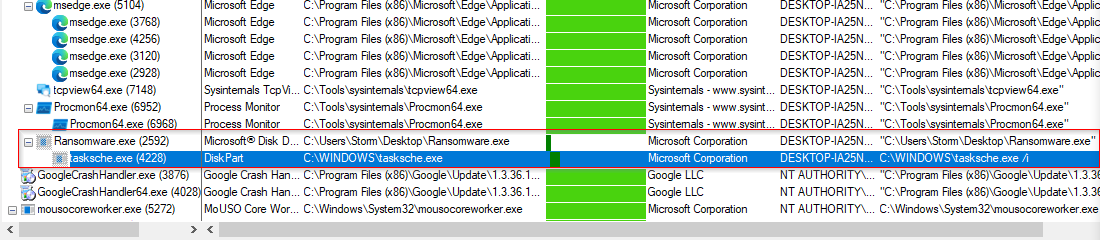 msedge.exe (5104) Microsoft Edge C:\Program Files (x86)\Microsoft\Edge\Applicati... Microsoft Corporation DESKTOP-IA25N... "C:\Program Files (x86)\Microsoft\Edge\Applic
msedge.exe (3768) Microsoft Edge C:\Program Files (x86)\Microsoft\Edge\Applicati... Microsoft Corporation DESKTOP-IA25N... "C:\Program Files (x86)\Microsoft\Edge\Applic
msedge.exe (4256) Microsoft Edge C:\Program Files (x86)\Microsoft\Edge\Applicati... Microsoft Corporation DESKTOP-IA25N... "C:\Program Files (x86)\Microsoft\Edge\Applic
msedge.exe (3120) Microsoft Edge C:\Program Files (x86)\Microsoft\Edge\Applicati... Microsoft Corporation DESKTOP-IA25N... "C:\Program Files (x86)\Microsoft\Edge\Applic
msedge.exe (2928) Microsoft Edge C:\Program Files (x86)\Microsoft\Edge\Applicati... Microsoft Corporation DESKTOP-IA25N... "C:\Program Files (x86)\Microsoft\Edge\Applic
tcpview64.exe (7148) Sysinternals TcpVi... C:\Tools\sysinternals\tcpview64.exe Sysinternals - www.sysint... DESKTOP-IA25N... "C:\Tools\sysinternals\tcpview64.exe"
Procmon64.exe (6952) Process Monitor C:\Tools\sysinternals\Procmon64.exe Sysinternals - www.sysint... DESKTOP-IA25N... "C:\Tools\sysinternals\Procmon64.exe"
Procmon64.exe (6968) Process Monitor C:\Tools\sysinternals\Procmon64.exe Sysinternals - www.sysint... DESKTOP-IA25N... "C:\Tools\sysinternals\Procmon64.exe"
Ransomware.exe (2592) Microsoft® Disk D... C:\Users\Storm\Desktop\Ransomware.exe Microsoft Corporation DESKTOP-IA25N... "C:\Users\Storm\Desktop\Ransomware.exe"
tasksche.exe (4228) DiskPart C:\WINDOWS\tasksche.exe Microsoft Corporation DESKTOP-IA25N... C:\WINDOWS\tasksche.exe /i
GoogleCrashHandler.exe (3876) Google Crash Han... C:\Program Files (x86)\Google\Update\1.3.36.1... Google LLC NT AUTHORITY\... "C:\Program Files (x86)\Google\Update\1.3.36
GoogleCrashHandler64.exe (4028) Google Crash Han... C:\Program Files (x86)\Google\Update\1.3.36.1... Google LLC NT AUTHORITY\... "C:\Program Files (x86)\Google\Update\1.3.36
mousocoreworker.exe (5272) MoUSO Core Wor... C:\Windows\System32\mousocoreworker.exe Microsoft Corporation NT AUTHORITY\... C:\Windows\System32\mousocoreworker.exe